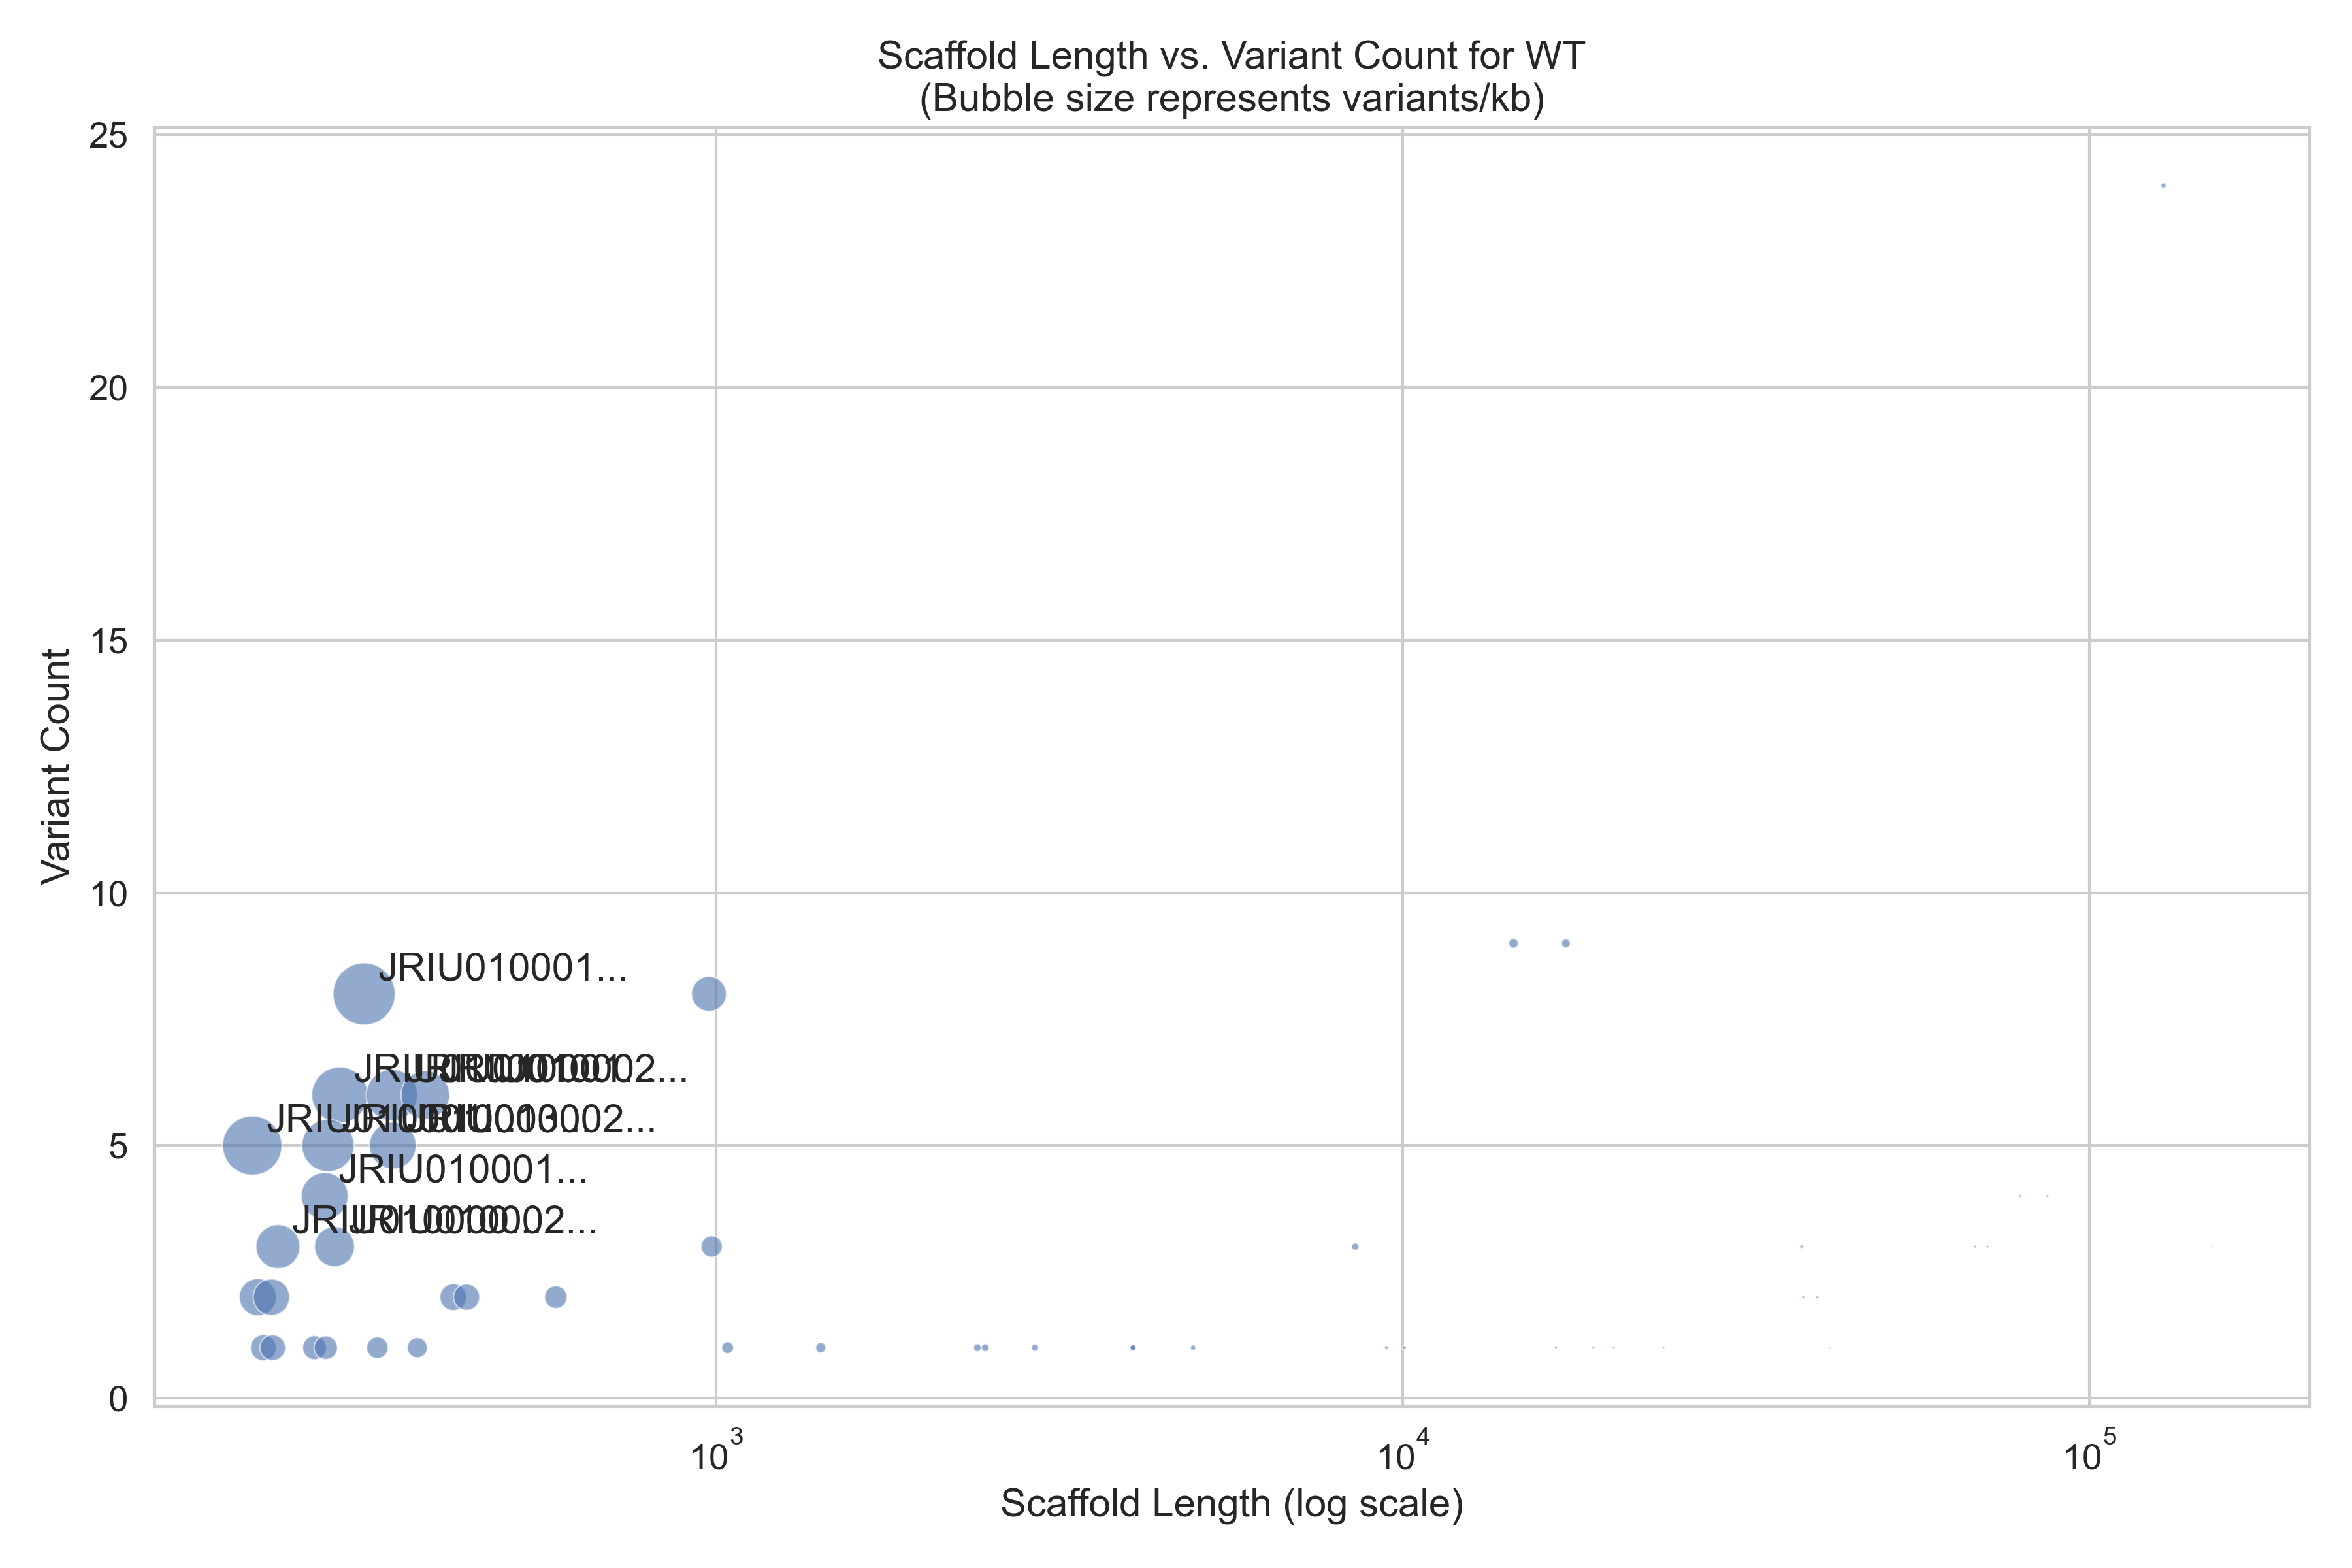 Scaffold Length vs. Variant Count for WT
(Bubble size represents variants/kb)
25
20
15
10
5
0
Variant Count
JRIU010001...
JRIU010001...
10³
10⁴
10⁵
Scaffold Length (log scale)